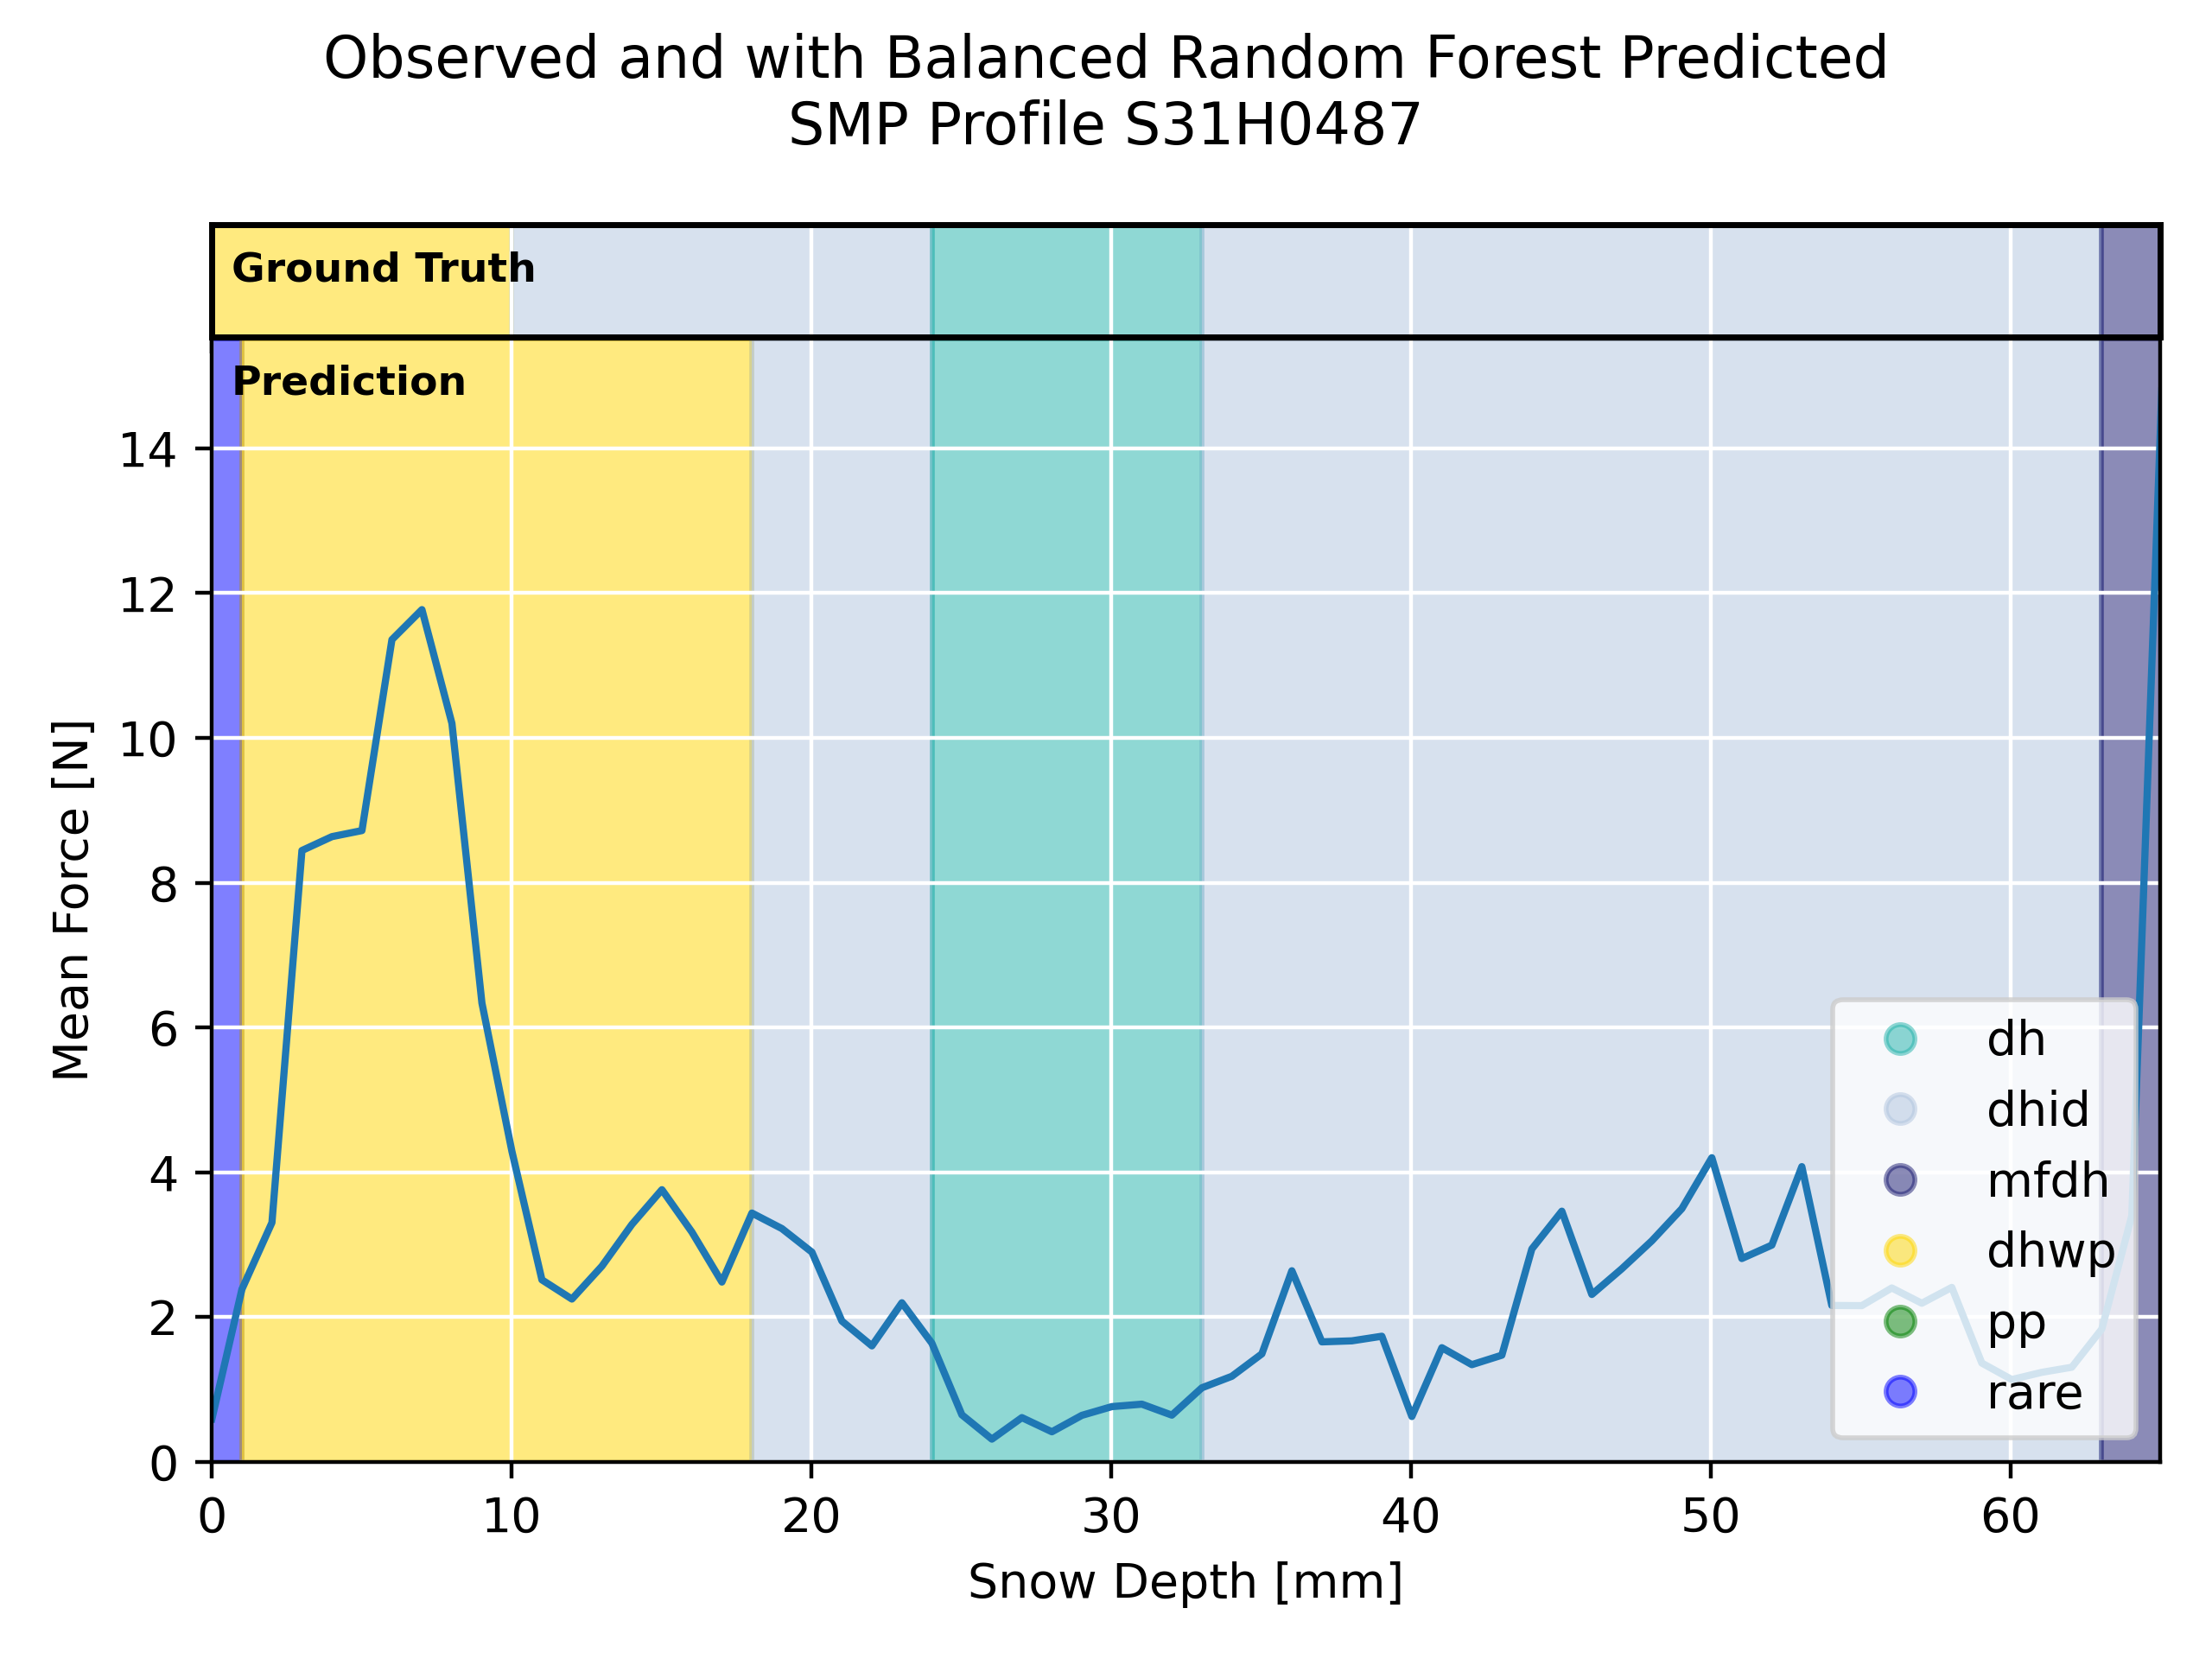 Observed and with Balanced Random Forest Predicted
SMP Profile S31H0487
Ground Truth
Prediction
14
12
10
8
6
4
2
0
Mean Force [N]
dh
dhid
mfdh
dhwp
pp
rare
0 10 20 30 40 50 60
Snow Depth [mm]